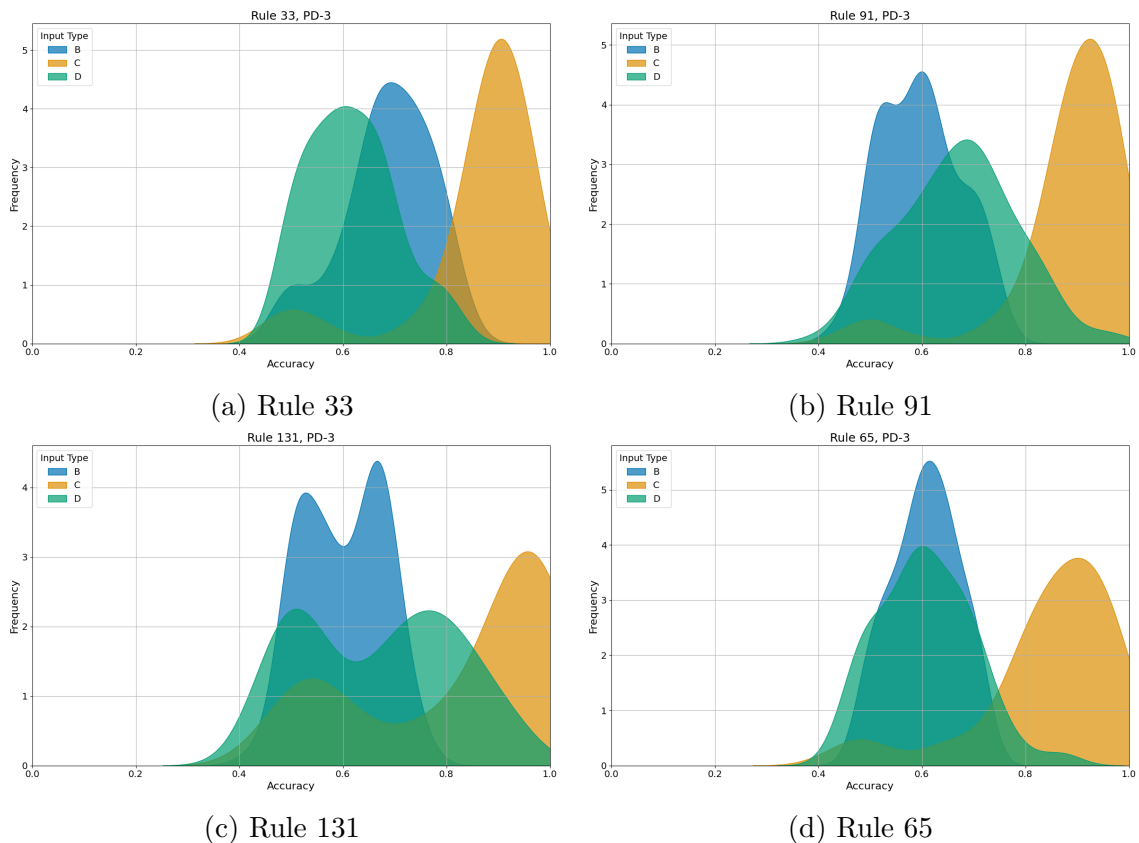 Rule 33, PD-3
Input Type
B
C
D
Frequency
5
4
3
2
1
0
0.0 0.2 0.4 0.6 0.8 1.0
Accuracy
(a) Rule 33
Rule 91, PD-3
Input Type
B
C
D
Frequency
5
4
3
2
1
0
0.0 0.2 0.4 0.6 0.8 1.0
Accuracy
(b) Rule 91
Rule 131, PD-3
Input Type
B
C
D
Frequency
4
3
2
1
0
0.0 0.2 0.4 0.6 0.8 1.0
Accuracy
(c) Rule 131
Rule 65, PD-3
Input Type
B
C
D
Frequency
5
4
3
2
1
0
0.0 0.2 0.4 0.6 0.8 1.0
Accuracy
(d) Rule 65